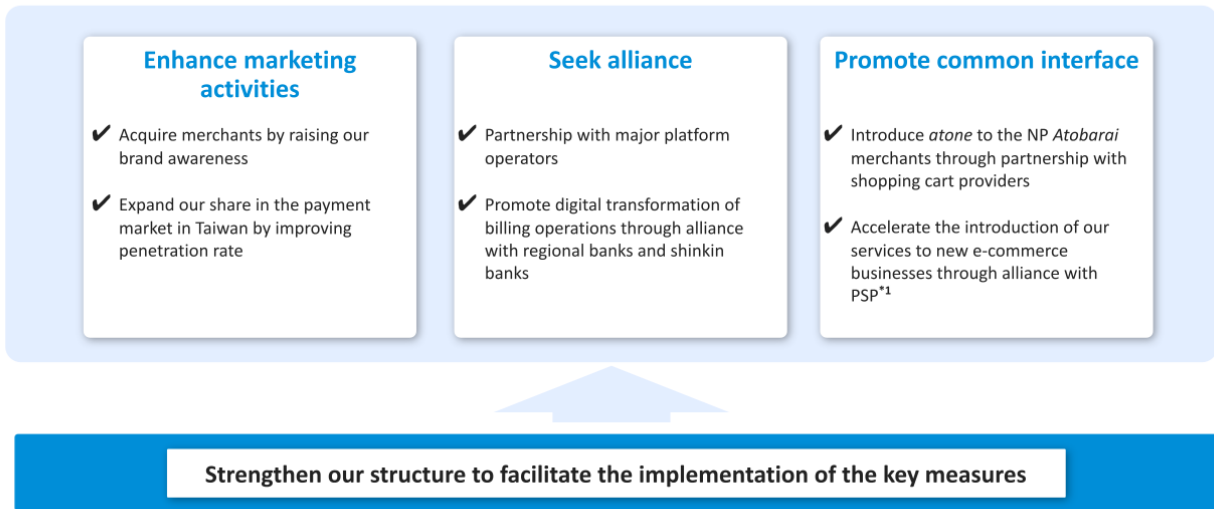 Enhance marketing
activities
✔ Acquire merchants by raising our
brand awareness
✔ Expand our share in the payment
market in Taiwan by improving
penetration rate
Seek alliance
✔ Partnership with major platform
operators
✔ Promote digital transformation of
billing operations through alliance
with regional banks and shinkin
banks
Promote common interface
✔ Introduce atone to the NP Atobarai
merchants through partnership with
shopping cart providers
✔ Accelerate the introduction of our
services to new e-commerce
businesses through alliance with
PSP*1
Strengthen our structure to facilitate the implementation of the key measures